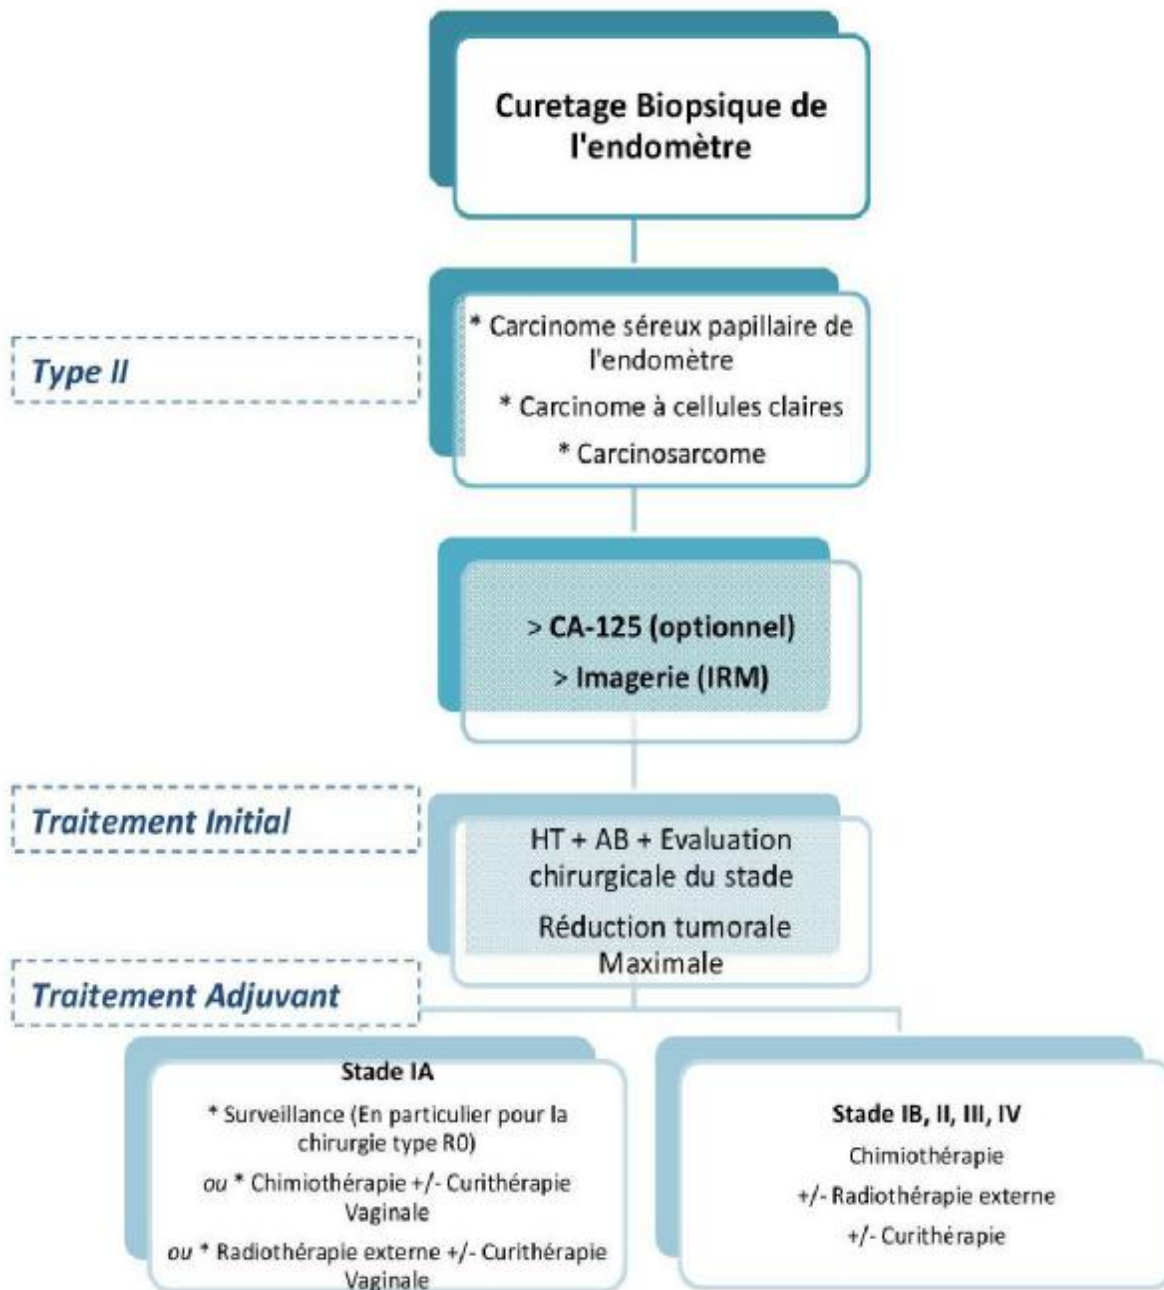 Curetage Biopsique de
l'endomètre
Type II
* Carcinome séreux papillaire de
l'endomètre
* Carcinome à cellules claires
* Carcinosarcome
> CA-125 (optionnel)
> Imagerie (IRM)
Traitement Initial
HT + AB + Evaluation
chirurgicale du stade
Réduction tumorale
Maximale
Traitement Adjuvant
Stade IA
* Surveillance (En particulier pour la
chirurgie type R0)
ou * Chimiothérapie +/- Curithérapie
Vaginale
ou * Radiothérapie externe +/- Curithérapie
Vaginale
Stade IB, II, III, IV
Chimiothérapie
+/- Radiothérapie externe
+/- Curithérapie